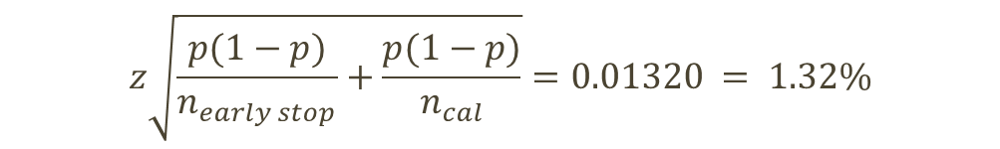 z√(p(1 − p)/n_early stop + p(1 − p)/n_cal) = 0.01320 = 1.32%